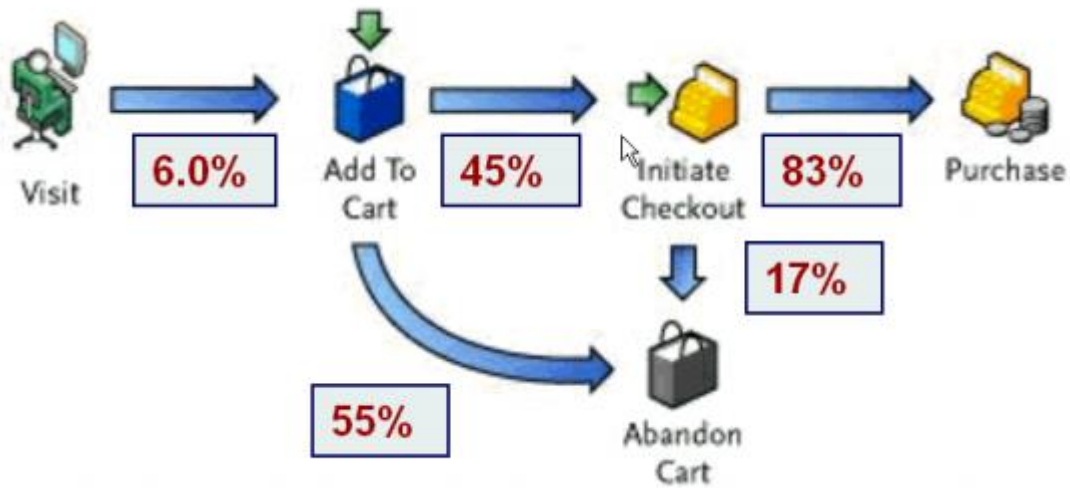 Visit
6.0%
Add To
Cart
45%
Initiate
Checkout
83%
Purchase
17%
55%
Abandon
Cart